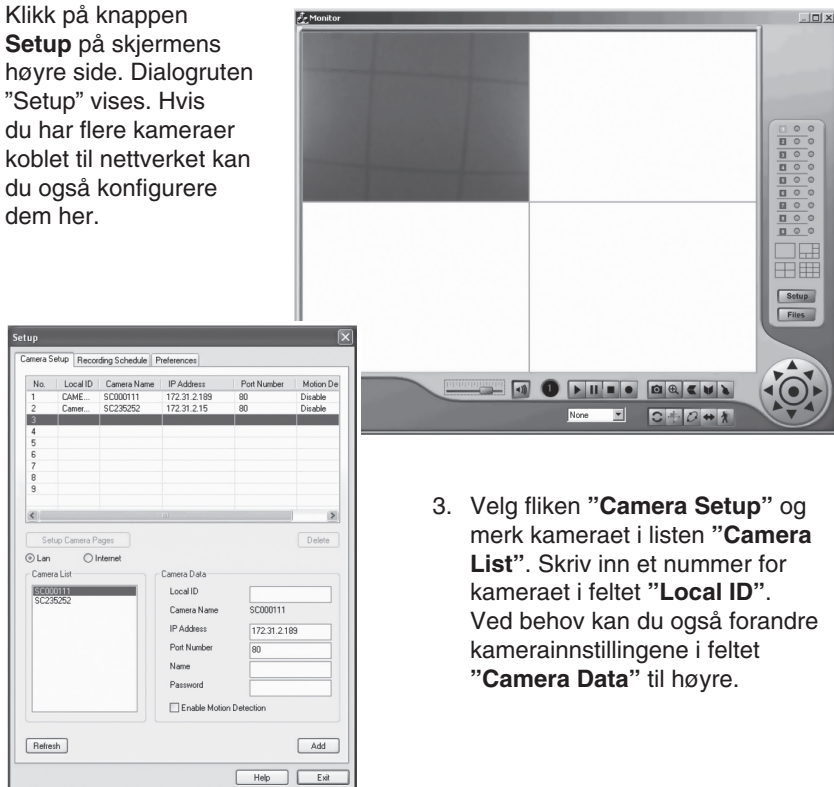 Klikk på knappen
Setup på skjermens
høyre side. Dialogruten
”Setup” vises. Hvis
du har flere kameraer
koblet til nettverket kan
du også konfigurere
dem her.
Monitor
Setup
Files
1
None
Setup
Camera Setup Recording Schedule Preferences
No. Local ID Camera Name IP Address Port Number Motion De
1 CAME... SC000111 172.31.2.189 80 Disable
2 Camer... SC235252 172.31.2.15 80 Disable
3
4
5
6
7
8
9
Setup Camera Pages Delete
Lan Internet
Camera List Camera Data
SC000111
SC235252
Local ID
Camera Name SC000111
IP Address 172.31.2.189
Port Number 80
Name
Password
Enable Motion Detection
Refresh Add
Help Exit
3. Velg fliken ”Camera Setup” og
merk kameraet i listen ”Camera
List”. Skriv inn et nummer for
kameraet i feltet ”Local ID”.
Ved behov kan du også forandre
kamerainnstillingene i feltet
”Camera Data” til høyre.